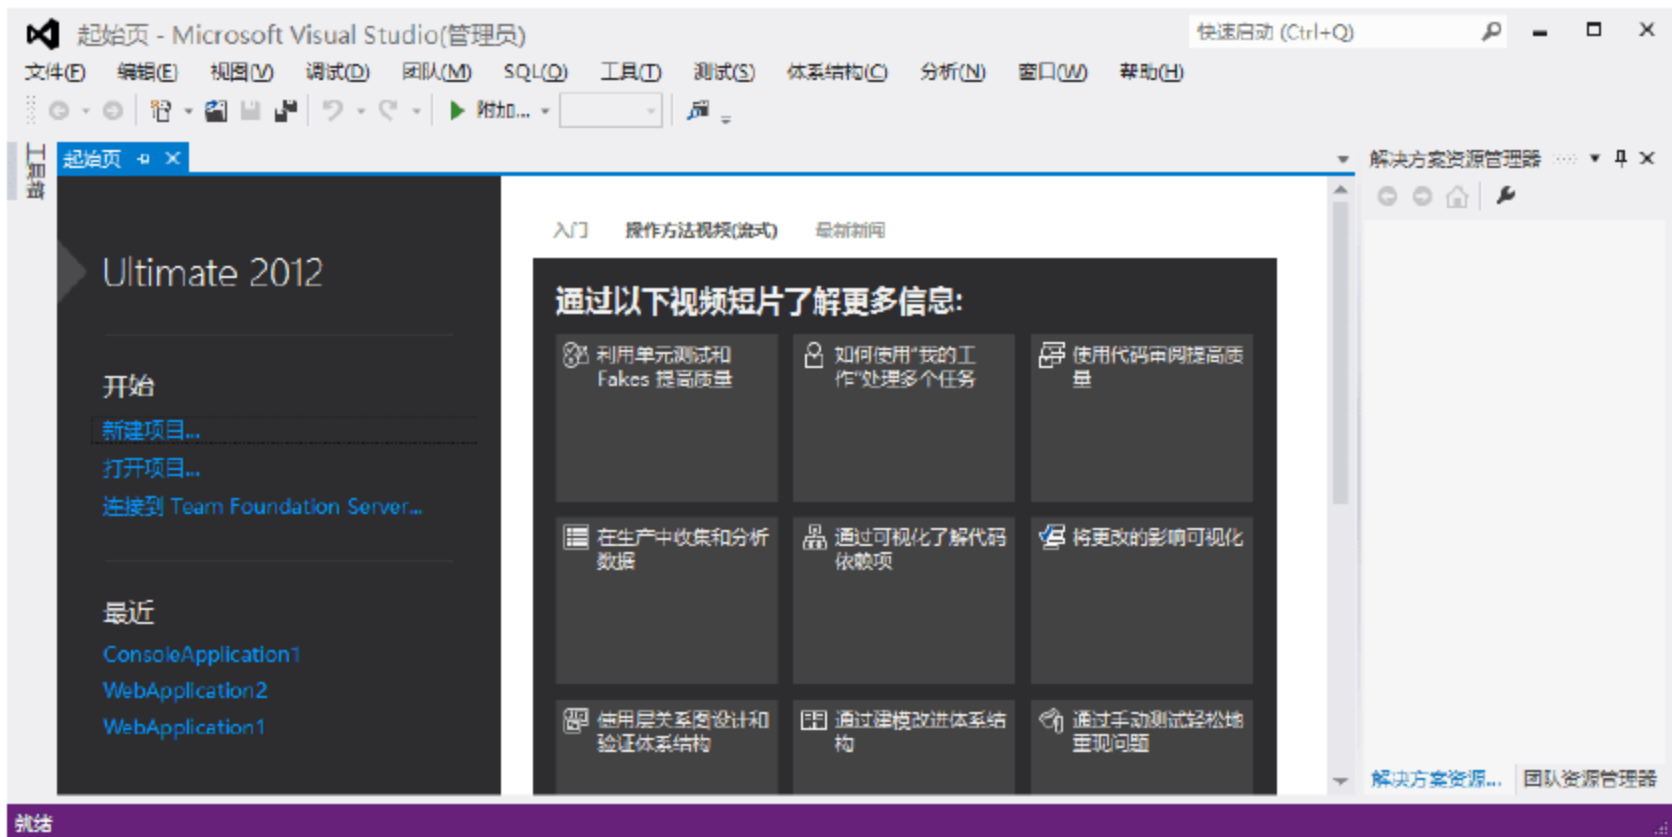 起始页 - Microsoft Visual Studio(管理员)
快速启动 (Ctrl+Q)
文件(F) 编辑(E) 视图(V) 调试(D) 团队(M) SQL(Q) 工具(T) 测试(S) 体系结构(C) 分析(N) 窗口(W) 帮助(H)
附加...
工具箱
起始页
解决方案资源管理器
Ultimate 2012
开始
新建项目...
打开项目...
连接到 Team Foundation Server...
最近
ConsoleApplication1
WebApplication2
WebApplication1
入门 操作方法视频(流式) 最新新闻
通过以下视频短片了解更多信息:
利用单元测试和
Fakes 提高质量
如何使用"我的工
作"处理多个任务
使用代码审阅提高质
量
在生产中收集和分析
数据
通过可视化了解代码
依赖项
将更改的影响可视化
使用层关系图设计和
验证体系结构
通过建模改进体系结
构
通过手动测试轻松地
重现问题
解决方案资源... 团队资源管理器
就绪